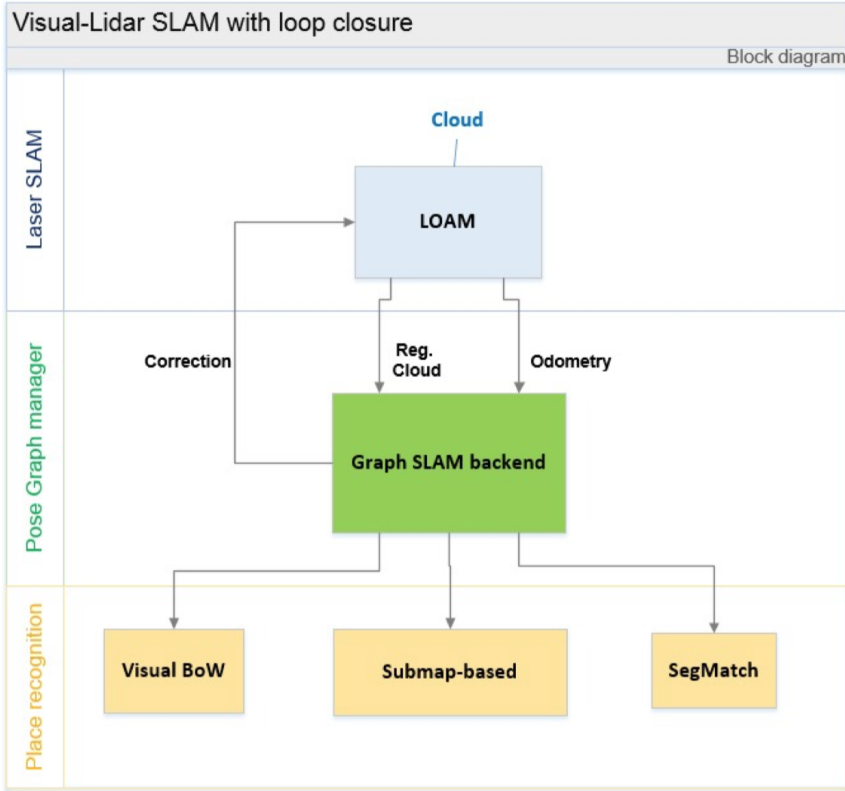 Visual-Lidar SLAM with loop closure
Block diagram
Laser SLAM
Cloud
LOAM
Pose Graph manager
Correction
Reg.
Cloud
Odometry
Graph SLAM backend
Place recognition
Visual BoW
Submap-based
SegMatch